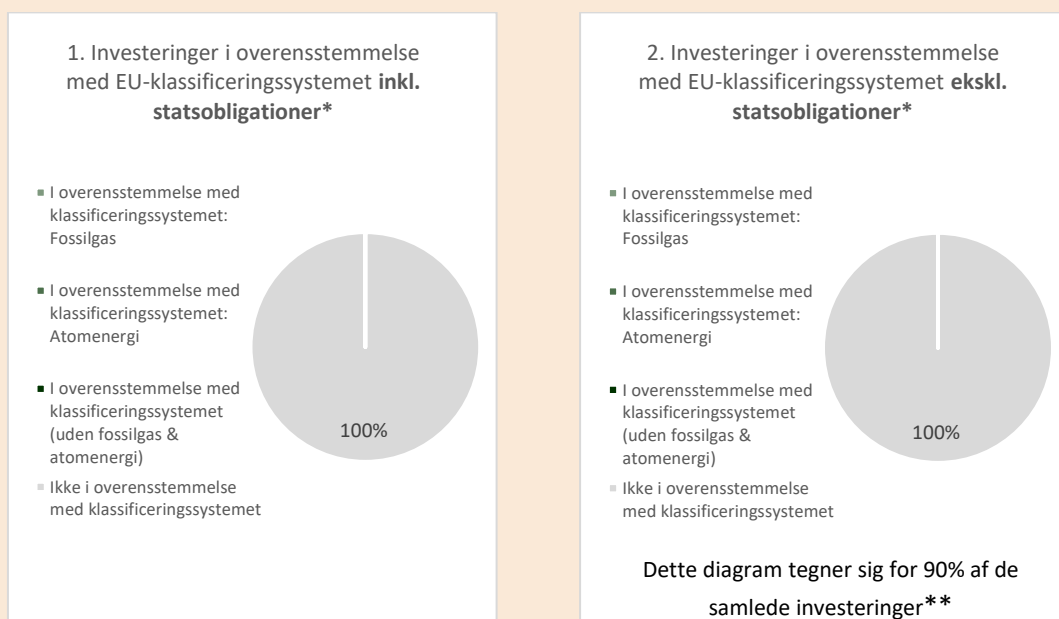 1. Investeringer i overensstemmelse
med EU-klassificeringssystemet inkl.
statsobligationer*
I overensstemmelse med
klassificeringssystemet:
Fossilgas
I overensstemmelse med
klassificeringssystemet:
Atomenergi
I overensstemmelse med
klassificeringssystemet
(uden fossilgas &
atomenergi)
Ikke i overensstemmelse
med klassificeringssystemet
100%
2. Investeringer i overensstemmelse
med EU-klassificeringssystemet ekskl.
statsobligationer*
I overensstemmelse med
klassificeringssystemet:
Fossilgas
I overensstemmelse med
klassificeringssystemet:
Atomenergi
I overensstemmelse med
klassificeringssystemet
(uden fossilgas &
atomenergi)
Ikke i overensstemmelse
med klassificeringssystemet
100%
Dette diagram tegner sig for 90% af de
samlede investeringer**